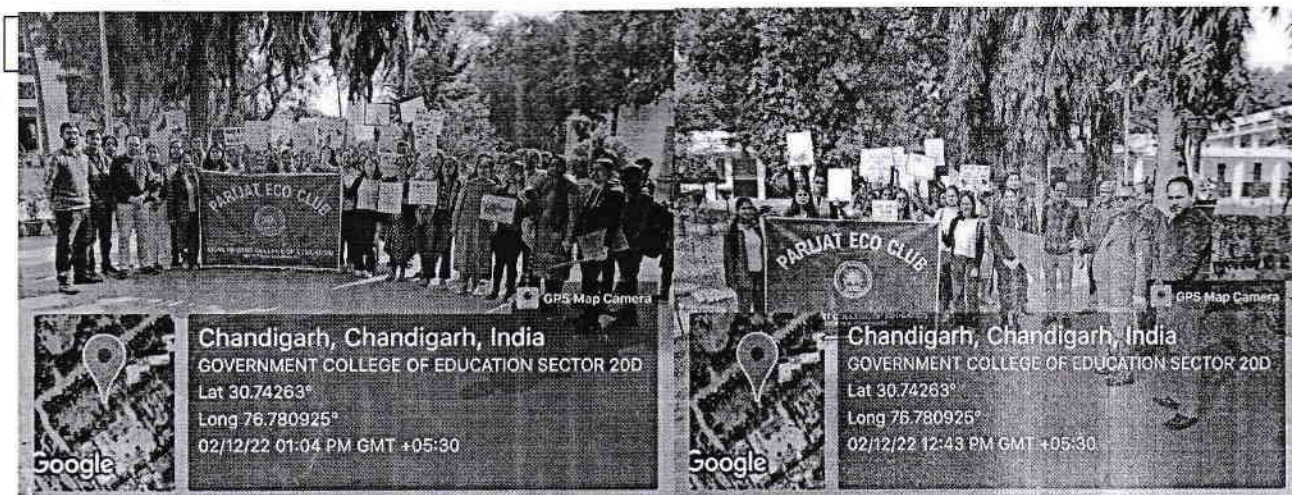 PARIJAT ECO CLUB
GPS Map Camera
Chandigarh, Chandigarh, India
GOVERNMENT COLLEGE OF EDUCATION SECTOR 20D
Lat 30.74263°
Long 76.780925°
02/12/22 01:04 PM GMT +05:30
Google
PARIJAT ECO CLUB
GPS Map Camera
Chandigarh, Chandigarh, India
GOVERNMENT COLLEGE OF EDUCATION SECTOR 20D
Lat 30.74263°
Long 76.780925°
02/12/22 12:43 PM GMT +05:30
Google